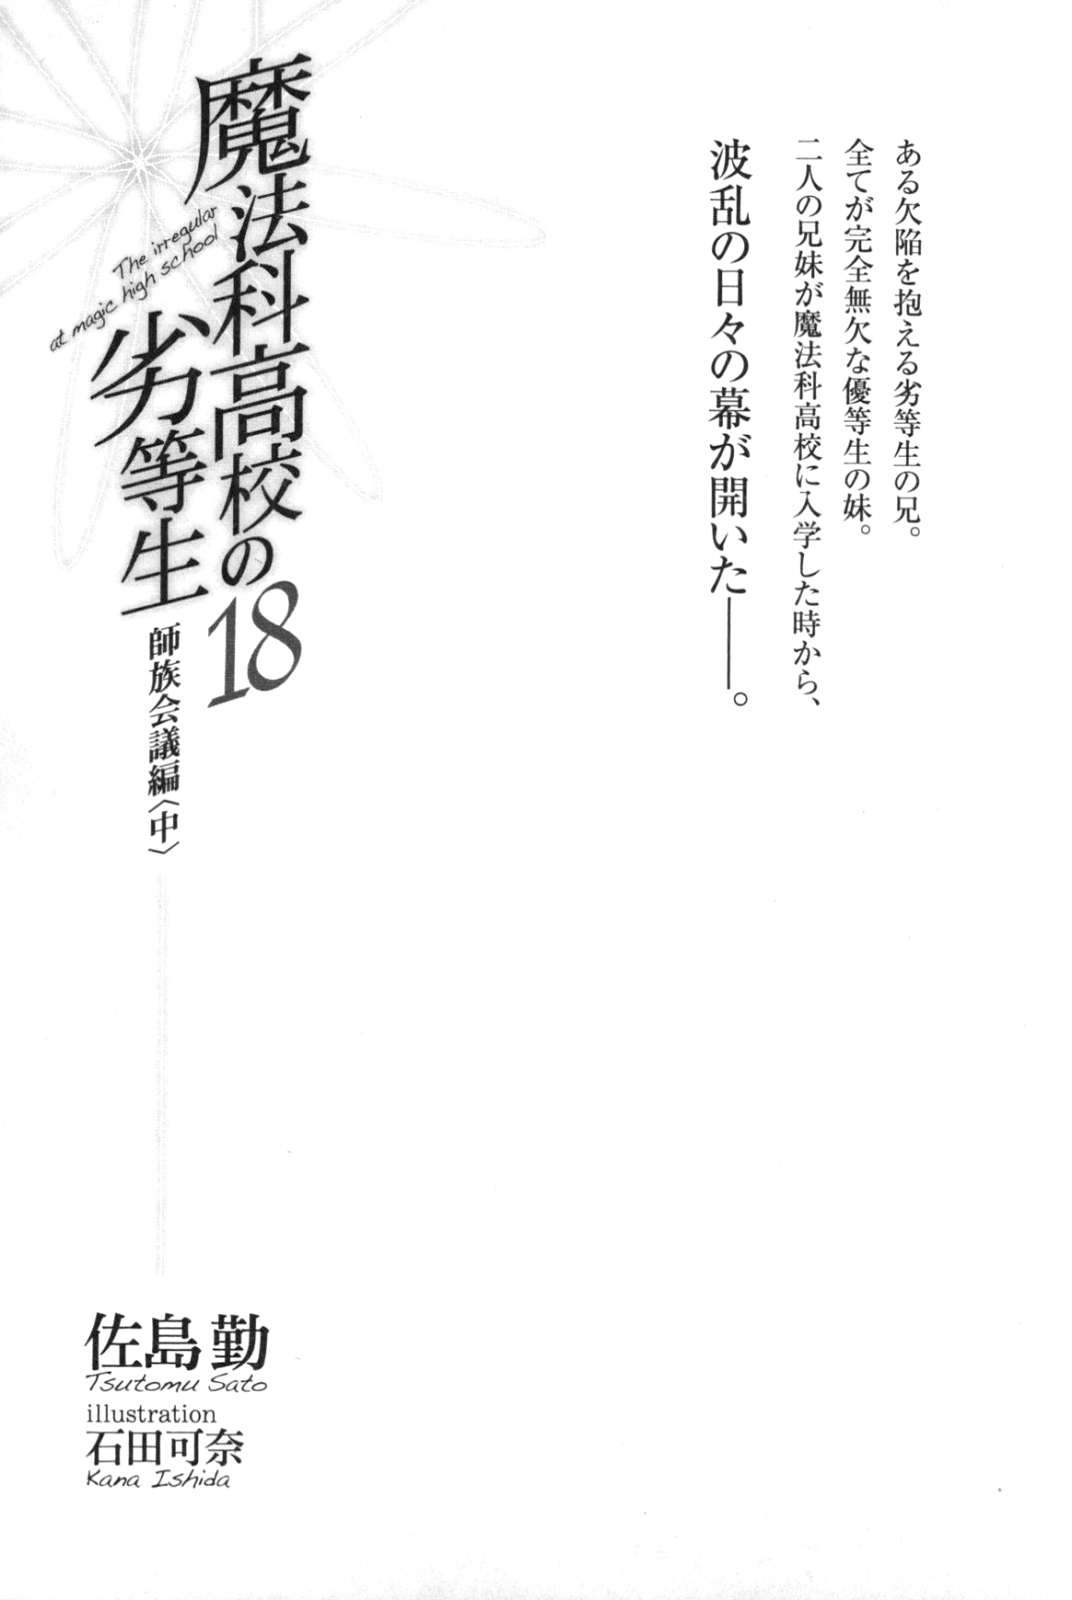 ある欠陥を抱える劣等生の兄。
全てが完全無欠な優等生の妹。
二人の兄妹が魔法科高校に入学した時から、
波乱の日々の幕が開いた――。
魔法科高校の
劣等生
18
The irregular
at magic high school
師族会議編〈中〉
佐島 勤
Tsutomu Sato
illustration
石田可奈
Kana Ishida